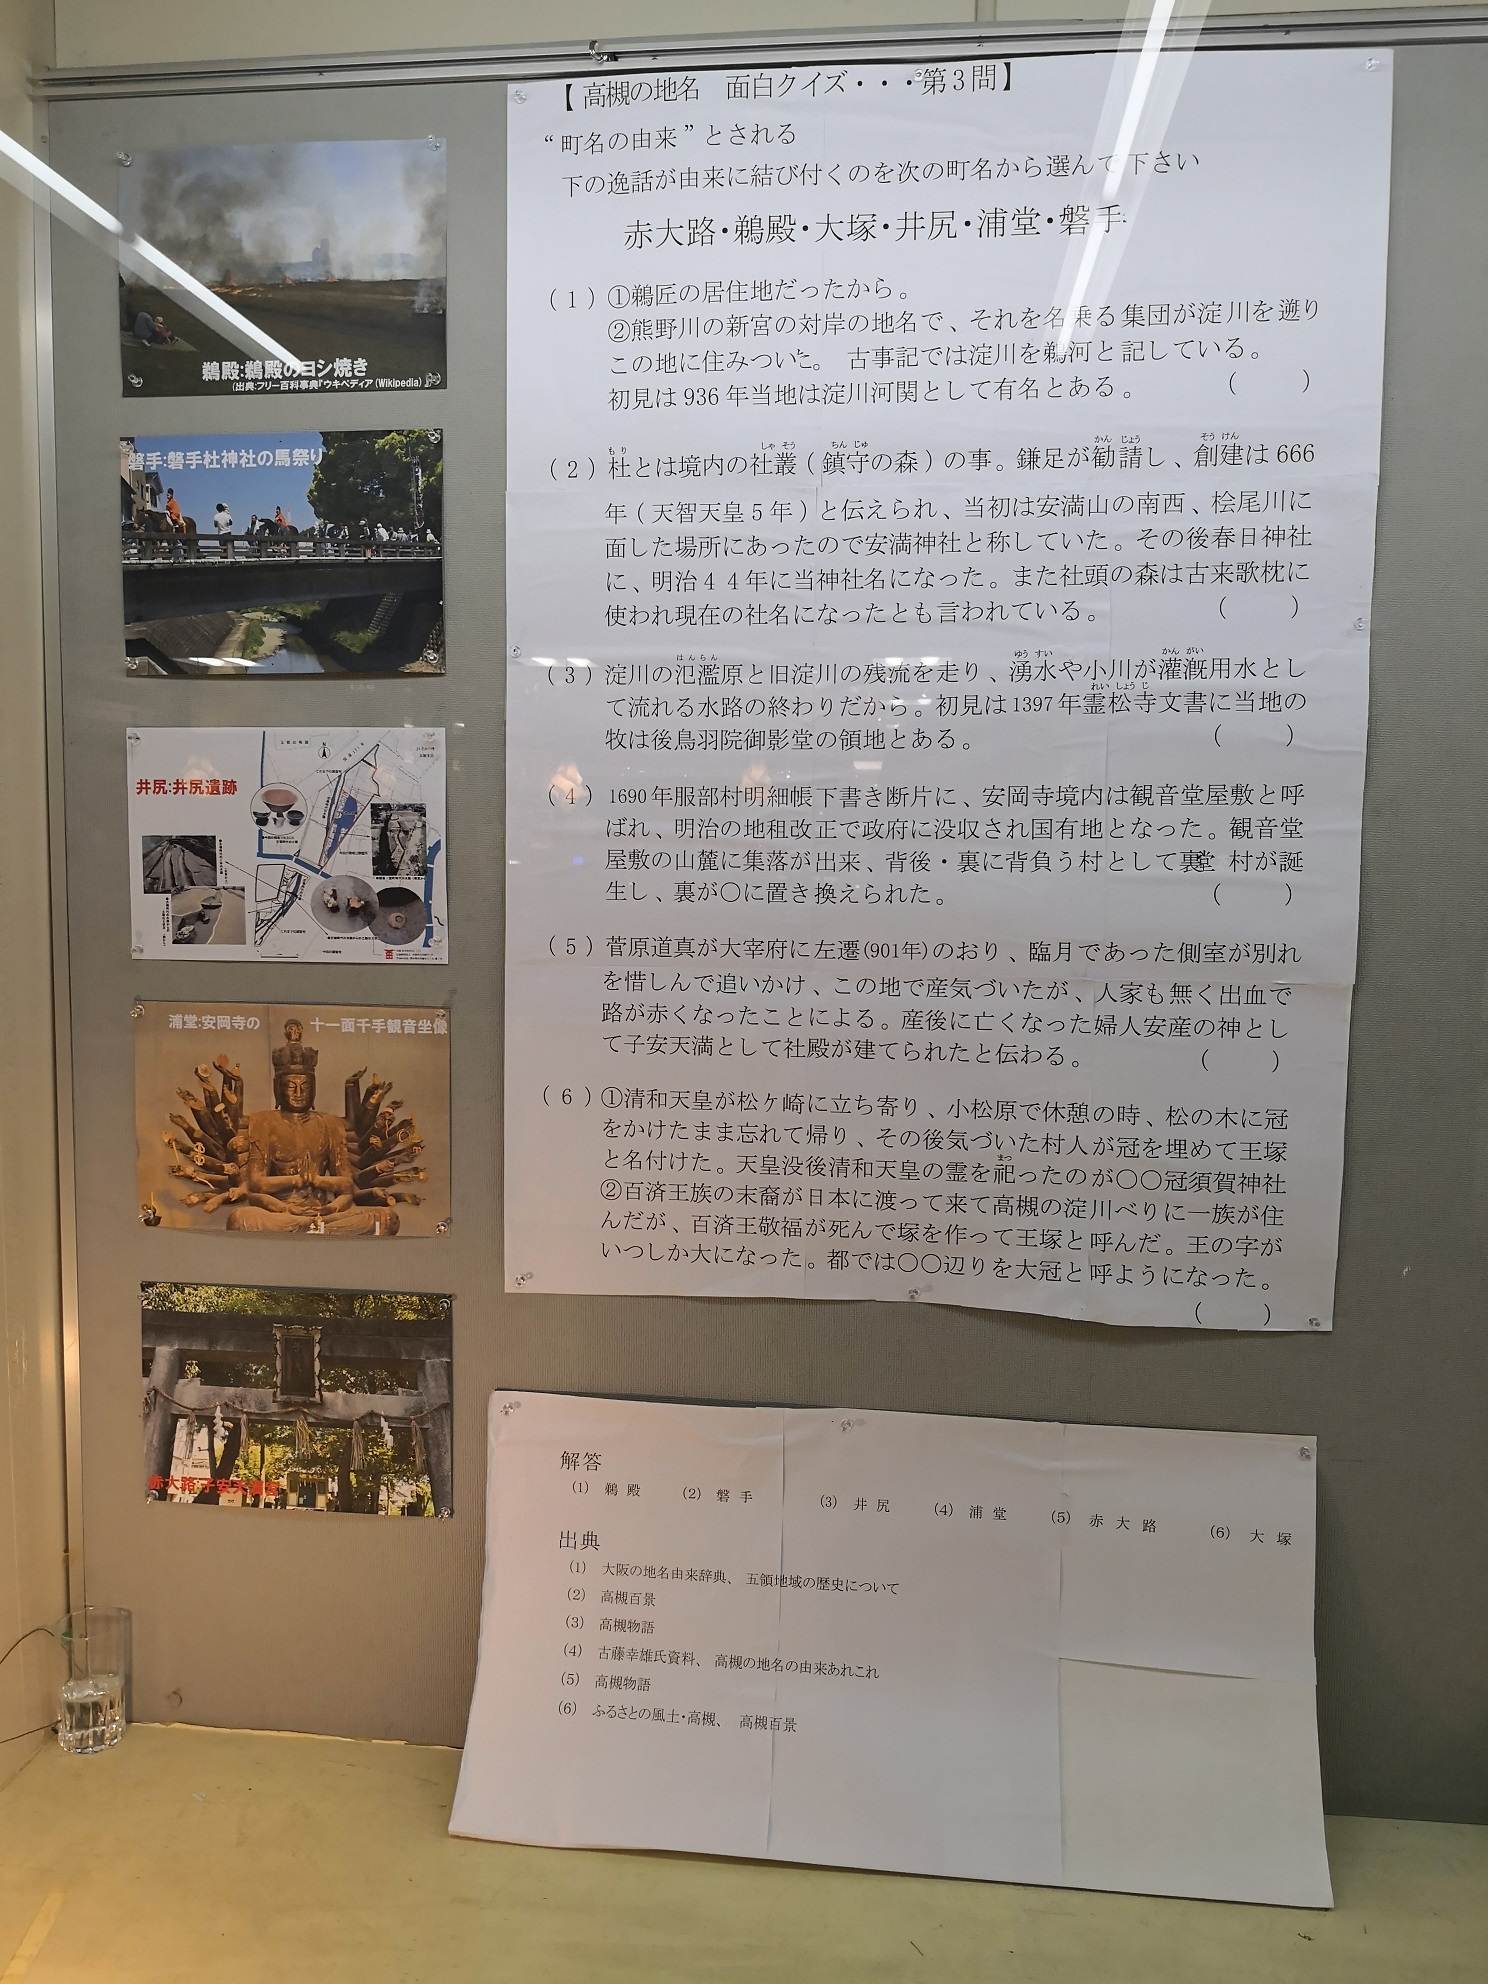 【高槻の地名　面白クイズ・・・第3問】
“町名の由来”とされる
下の逸話が由来に結び付くのを次の町名から選んで下さい
赤大路・鵜殿・大塚・井尻・浦堂・磐手
(1) ①鵜匠の居住地だったから。
②熊野川の新宮の対岸の地名で、それを名乗る集団が淀川を遡り
この地に住みついた。 古事記では淀川を鵜河と記している。
初見は936年当地は淀川河関として有名とある。 (　　)
(2) 杜とは境内の社叢(鎮守の森)の事。鎌足が勧請し、創建は666
年(天智天皇5年)と伝えられ、当初は安満山の南西、桧尾川に
面した場所にあったので安満神社と称していた。その後春日神社
に、明治44年に当神社名になった。また社頭の森は古来歌枕に
使われ現在の社名になったとも言われている。 (　　)
(3) 淀川の氾濫原と旧淀川の残流を走り、湧水や小川が灌漑用水とし
て流れる水路の終わりだから。初見は1397年霊松寺文書に当地の
牧は後鳥羽院御影堂の領地とある。 (　　)
(4) 1690年服部村明細帳下書き断片に、安岡寺境内は観音堂屋敷と呼
ばれ、明治の地租改正で政府に没収され国有地となった。観音堂
屋敷の山麓に集落が出来、背後・裏に背負う村として裏堂 村が誕
生し、裏が〇に置き換えられた。 (　　)
(5) 菅原道真が大宰府に左遷(901年)のおり、臨月であった側室が別れ
を惜しんで追いかけ、この地で産気づいたが、人家も無く出血で
路が赤くなったことによる。産後に亡くなった婦人安産の神とし
て子安天満として社殿が建てられたと伝わる。 (　　)
(6) ①清和天皇が松ヶ崎に立ち寄り、小松原で休憩の時、松の木に冠
をかけたまま忘れて帰り、その後気づいた村人が冠を埋めて王塚
と名付けた。天皇没後清和天皇の霊を祀ったのが〇〇冠須賀神社
②百済王族の末裔が日本に渡って来て高槻の淀川べりに一族が住
んだが、百済王敬福が死んで塚を作って王塚と呼んだ。王の字が
いつしか大になった。都では〇〇辺りを大冠と呼ようになった。
(　　)
鵜殿:鵜殿のヨシ焼き
(出典:フリー百科事典『ウキペディア(Wikipedia)』
磐手:磐手杜神社の馬祭り
井尻:井尻遺跡
浦堂:安岡寺の　十一面千手観音坐像
赤大路:子安天満宮
解答
(1) 鵜殿 (2) 磐手 (3) 井尻 (4) 浦堂 (5) 赤大路 (6) 大塚
出典
(1) 大阪の地名由来辞典、 五領地域の歴史について
(2) 高槻百景
(3) 高槻物語
(4) 古藤幸雄氏資料、 高槻の地名の由来あれこれ
(5) 高槻物語
(6) ふるさとの風土・高槻、 高槻百景